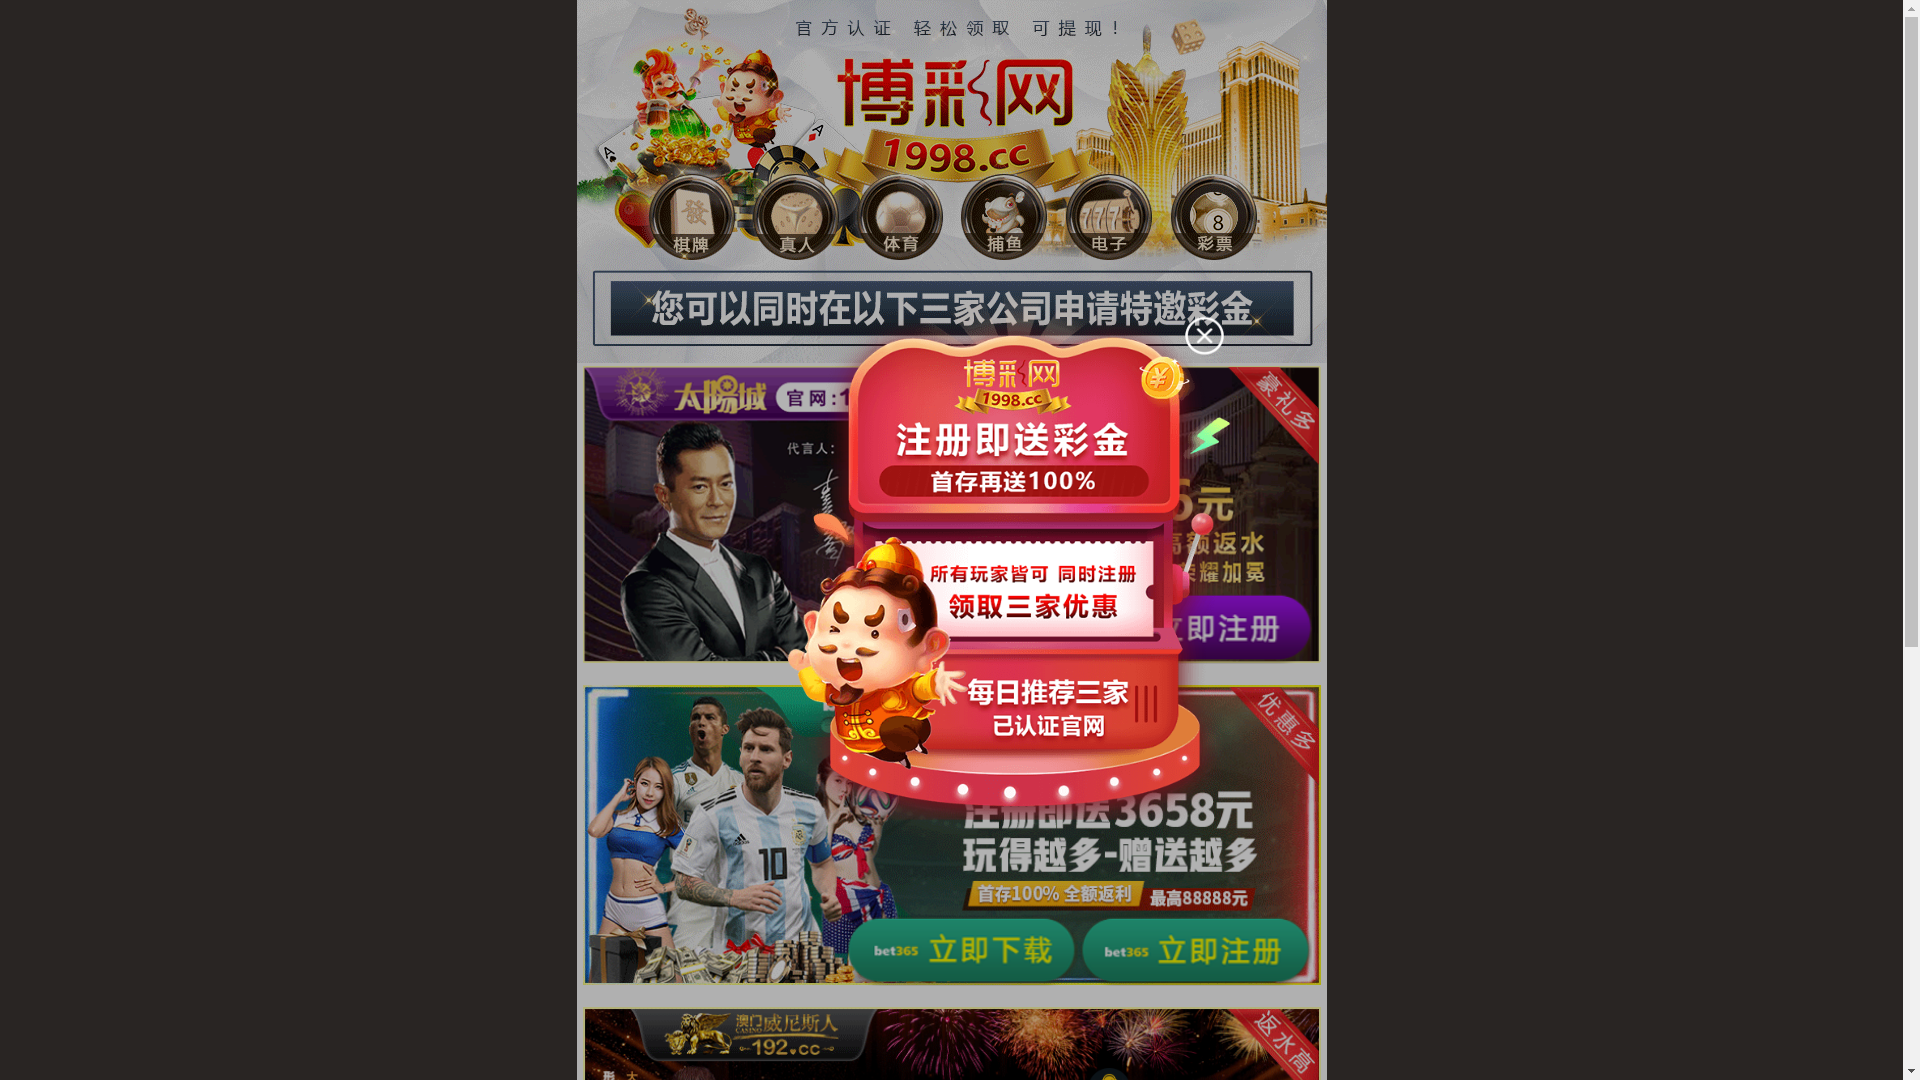 官方认证 轻松领取 可提现!
博彩网
1998.cc
棋牌
真人
体育
捕鱼
电子
8
彩票
您可以同时在以下三家公司申请特邀彩金
太陽城
官网:1
豪礼多
代言人:
博彩网
1998.cc
注册即送彩金
首存再送100%
所有玩家皆可 同时注册
领取三家优惠
每日推荐三家
已认证官网
6元
高额返水
荣耀加冕
立即注册
优惠多
10
注册即送3658元
玩得越多-赠送越多
首存100% 全额返利 最高88888元
bet365 立即下载
bet365 立即注册
澳门威尼斯人
CASINO
192.cc
返水高